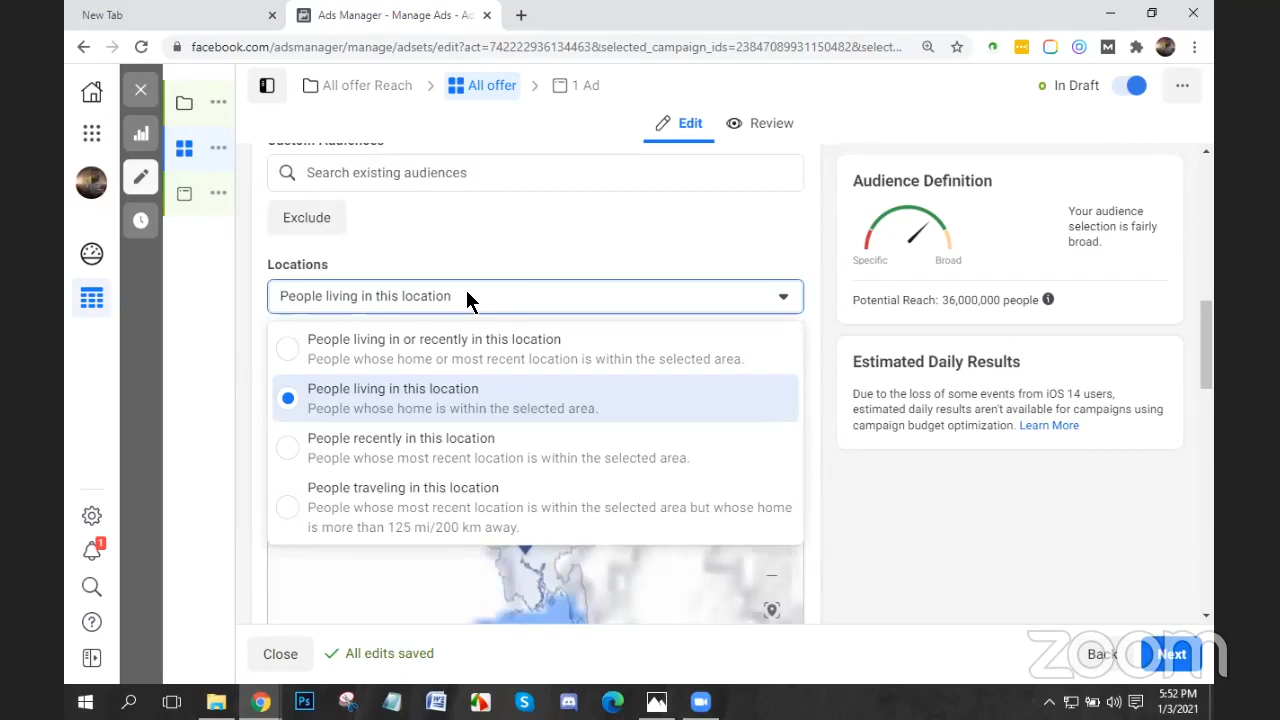 New Tab
Ads Manager - Manage Ads - Ac
facebook.com/adsmanager/manage/adsets/edit?act=742222936134463&selected_campaign_ids=23847089931150482&selec...
All offer Reach
All offer
1 Ad
In Draft
Edit
Review
Custom Audiences
Search existing audiences
Exclude
Locations
People living in this location
People living in or recently in this location
People whose home or most recent location is within the selected area.
People living in this location
People whose home is within the selected area.
People recently in this location
People whose most recent location is within the selected area.
People traveling in this location
People whose most recent location is within the selected area but whose home
is more than 125 mi/200 km away.
Audience Definition
Specific
Broad
Your audience
selection is fairly
broad.
Potential Reach: 36,000,000 people
Estimated Daily Results
Due to the loss of some events from iOS 14 users,
estimated daily results aren't available for campaigns using
campaign budget optimization. Learn More
1
Close
All edits saved
Back
Next
zoom
5:52 PM
1/3/2021